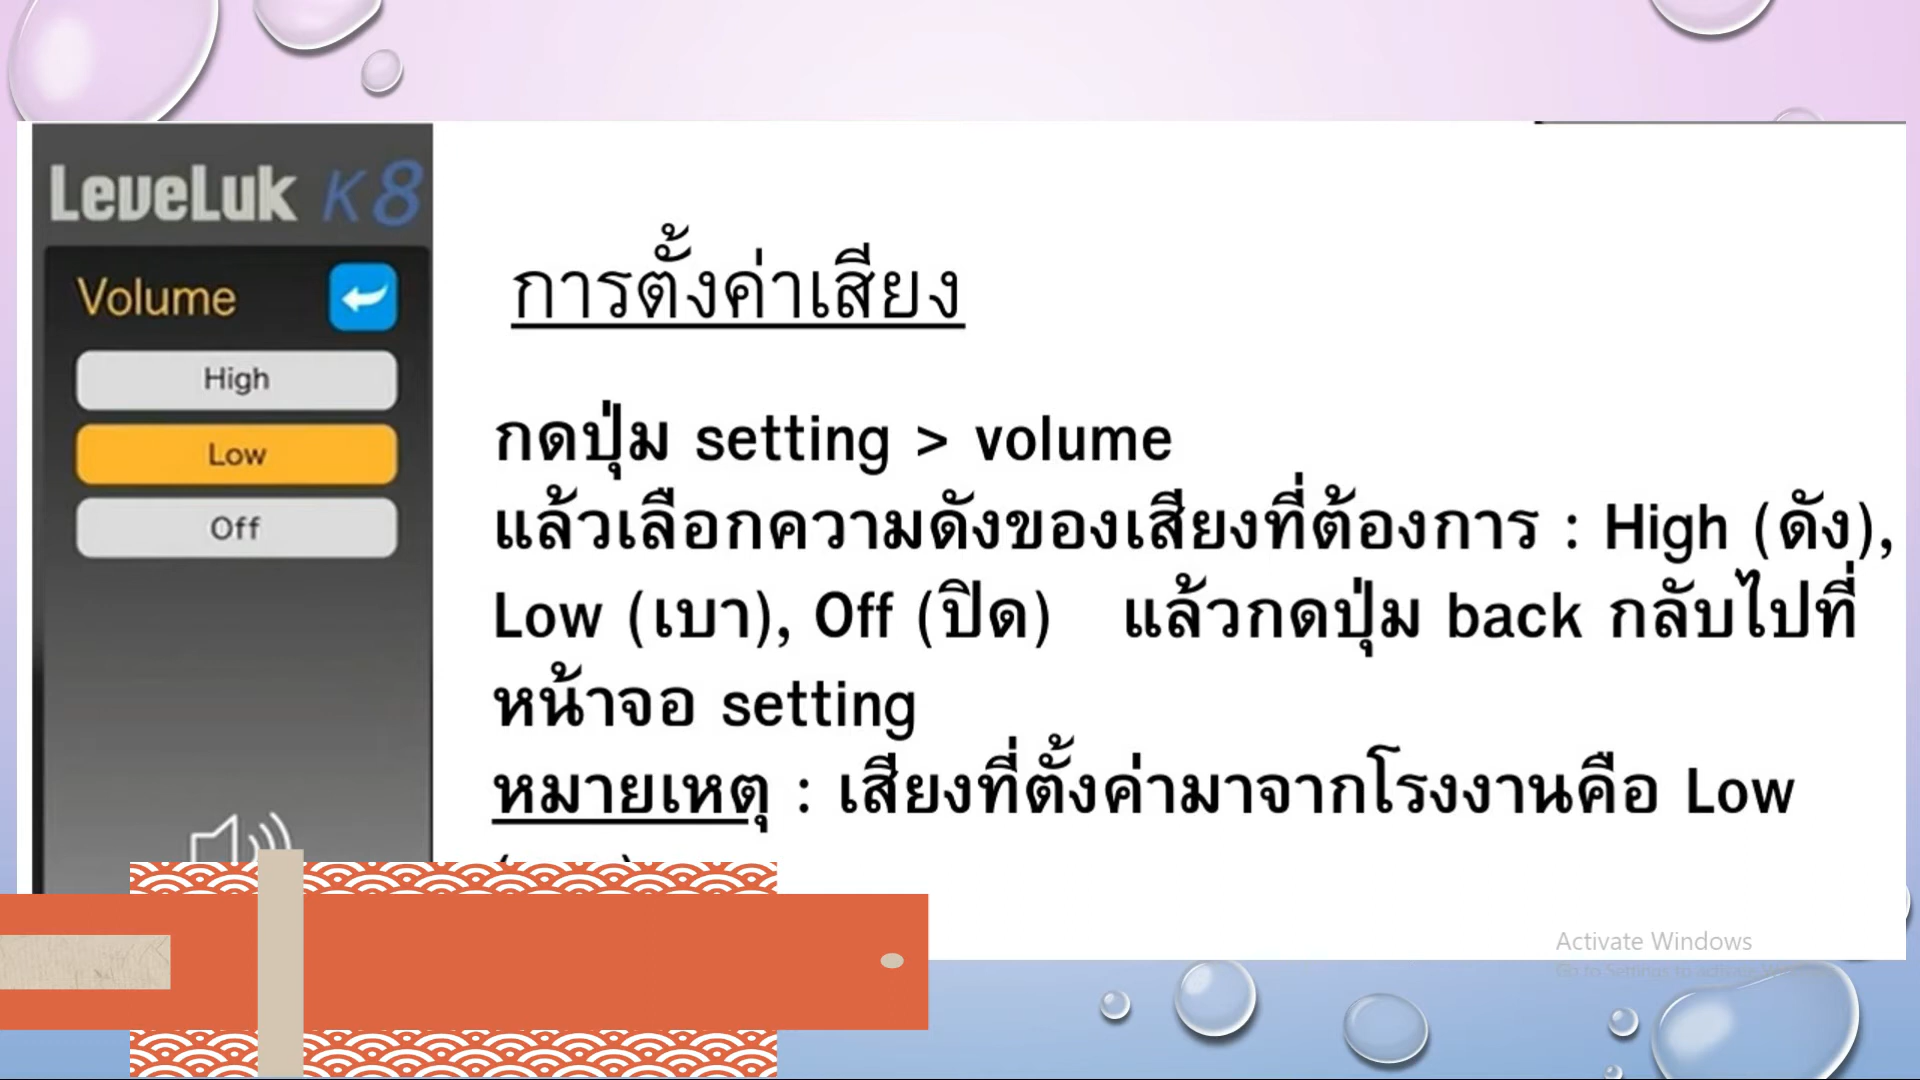 LeveLuk K8
Volume
High
Low
Off
การตั้งค่าเสียง
กดปุ่ม setting > volume
แล้วเลือกความดังของเสียงที่ต้องการ : High (ดัง),
Low (เบา), Off (ปิด) แล้วกดปุ่ม back กลับไปที่
หน้าจอ setting
หมายเหตุ : เสียงที่ตั้งค่ามาจากโรงงานคือ Low
Activate Windows